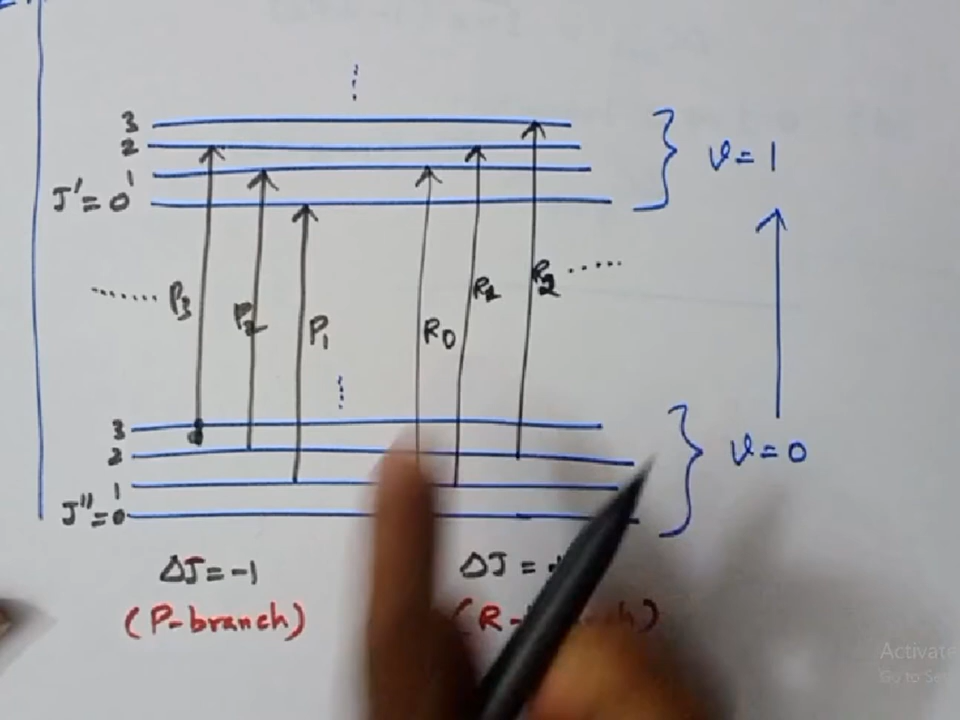 3
2
1
J' = 0
v = 1
P3
P2
P1
R0
R1
R2
3
2
1
J'' = 0
v = 0
ΔJ = -1
ΔJ =
(P-branch)
(R-
Activate